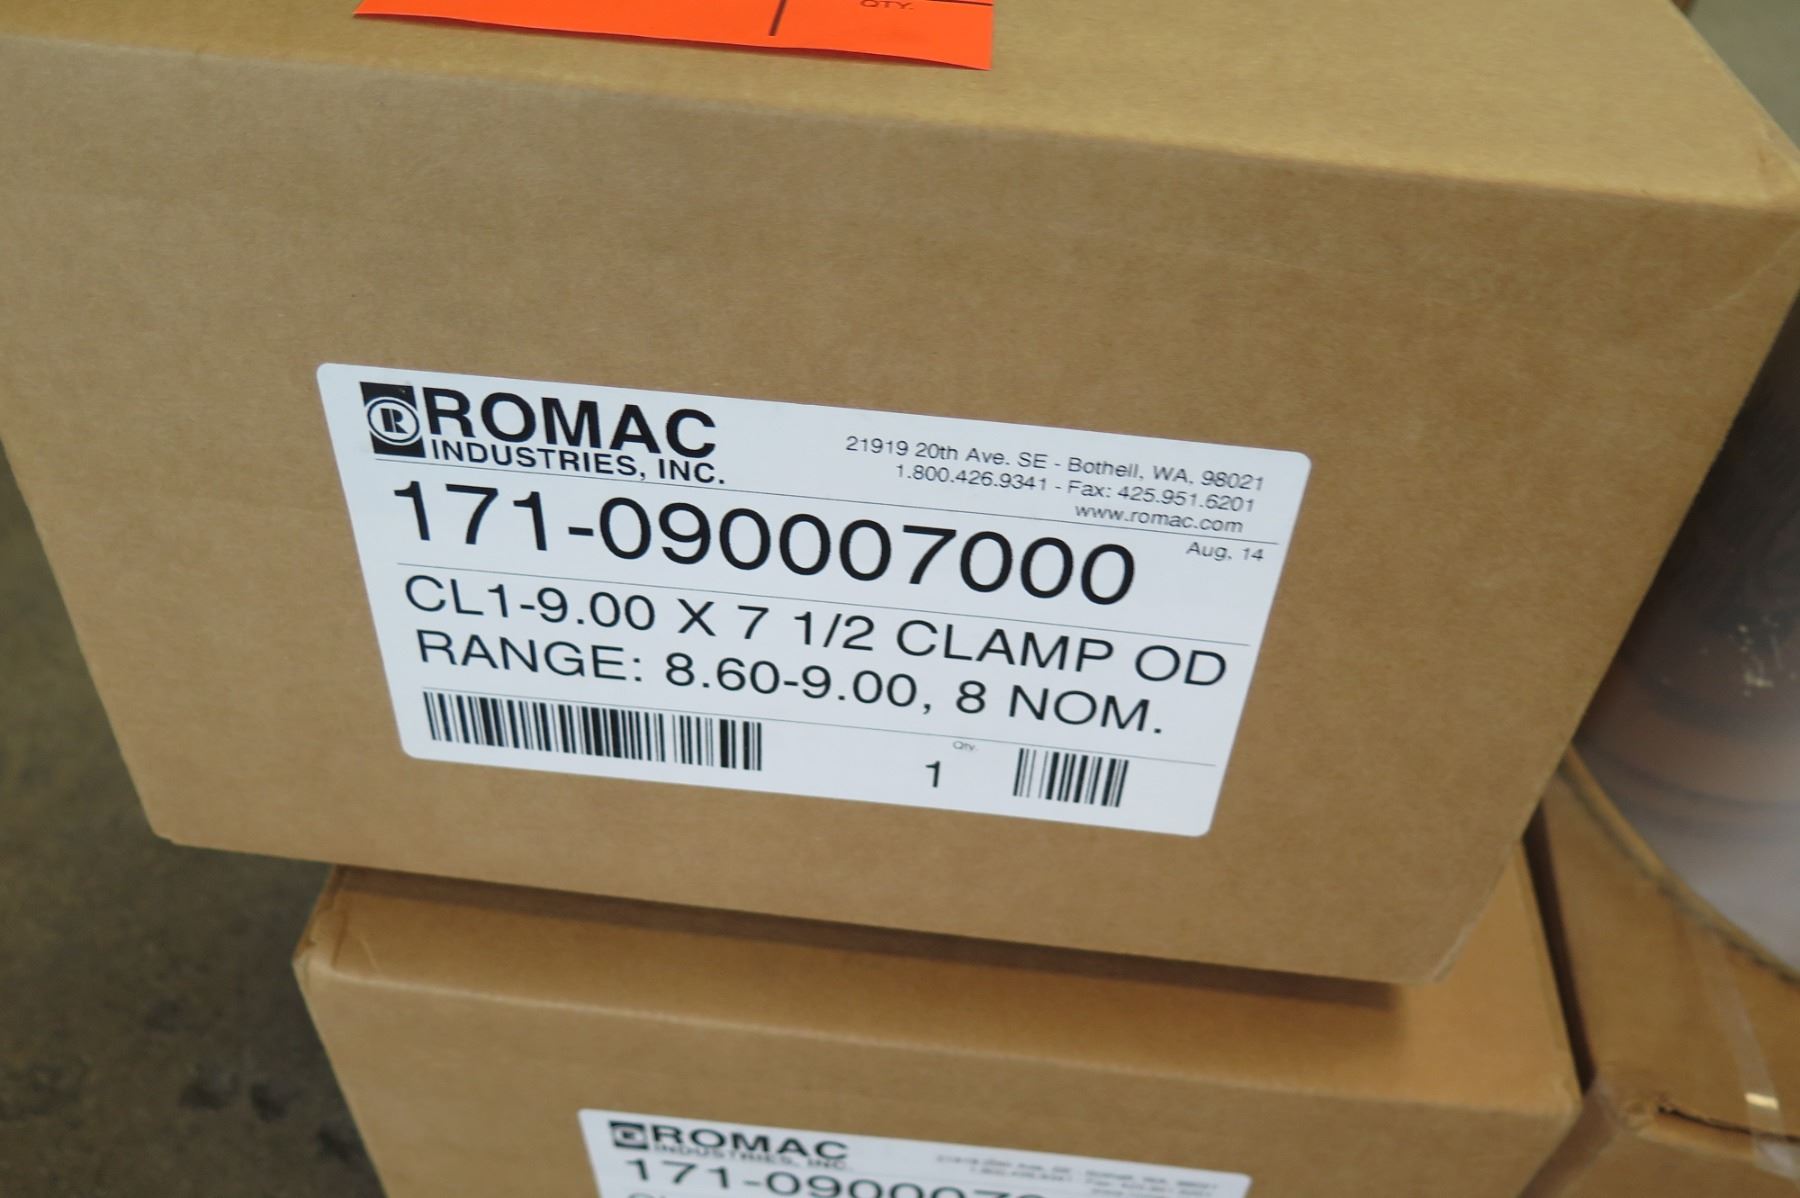 QTY.
R ROMAC
INDUSTRIES, INC.
21919 20th Ave. SE - Bothell, WA, 98021
1.800.426.9341 - Fax: 425.951.6201
www.romac.com
171-090007000
Aug, 14
CL1-9.00 X 7 1/2 CLAMP OD
RANGE: 8.60-9.00, 8 NOM.
Qty.
1
ROMAC
INDUSTRIES, INC.